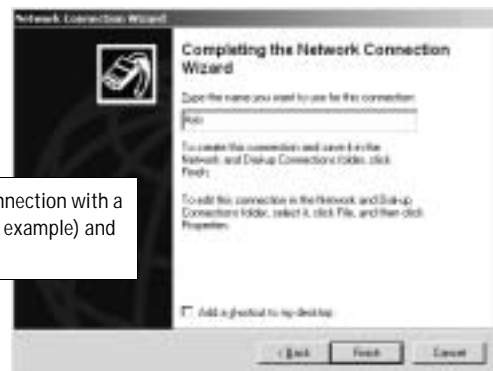 Network Connection Wizard
Completing the Network Connection
Wizard
Type the name you want to use for this connection:
Axis
To create this connection and save it in the
Network and Dial-up Connections folder, click
Finish.
To edit this connection in the Network and Dial-up
Connections folder, select it, click File, and then click
Properties.
nnection with a
example) and
Add a shortcut to my desktop
< Back Finish Cancel